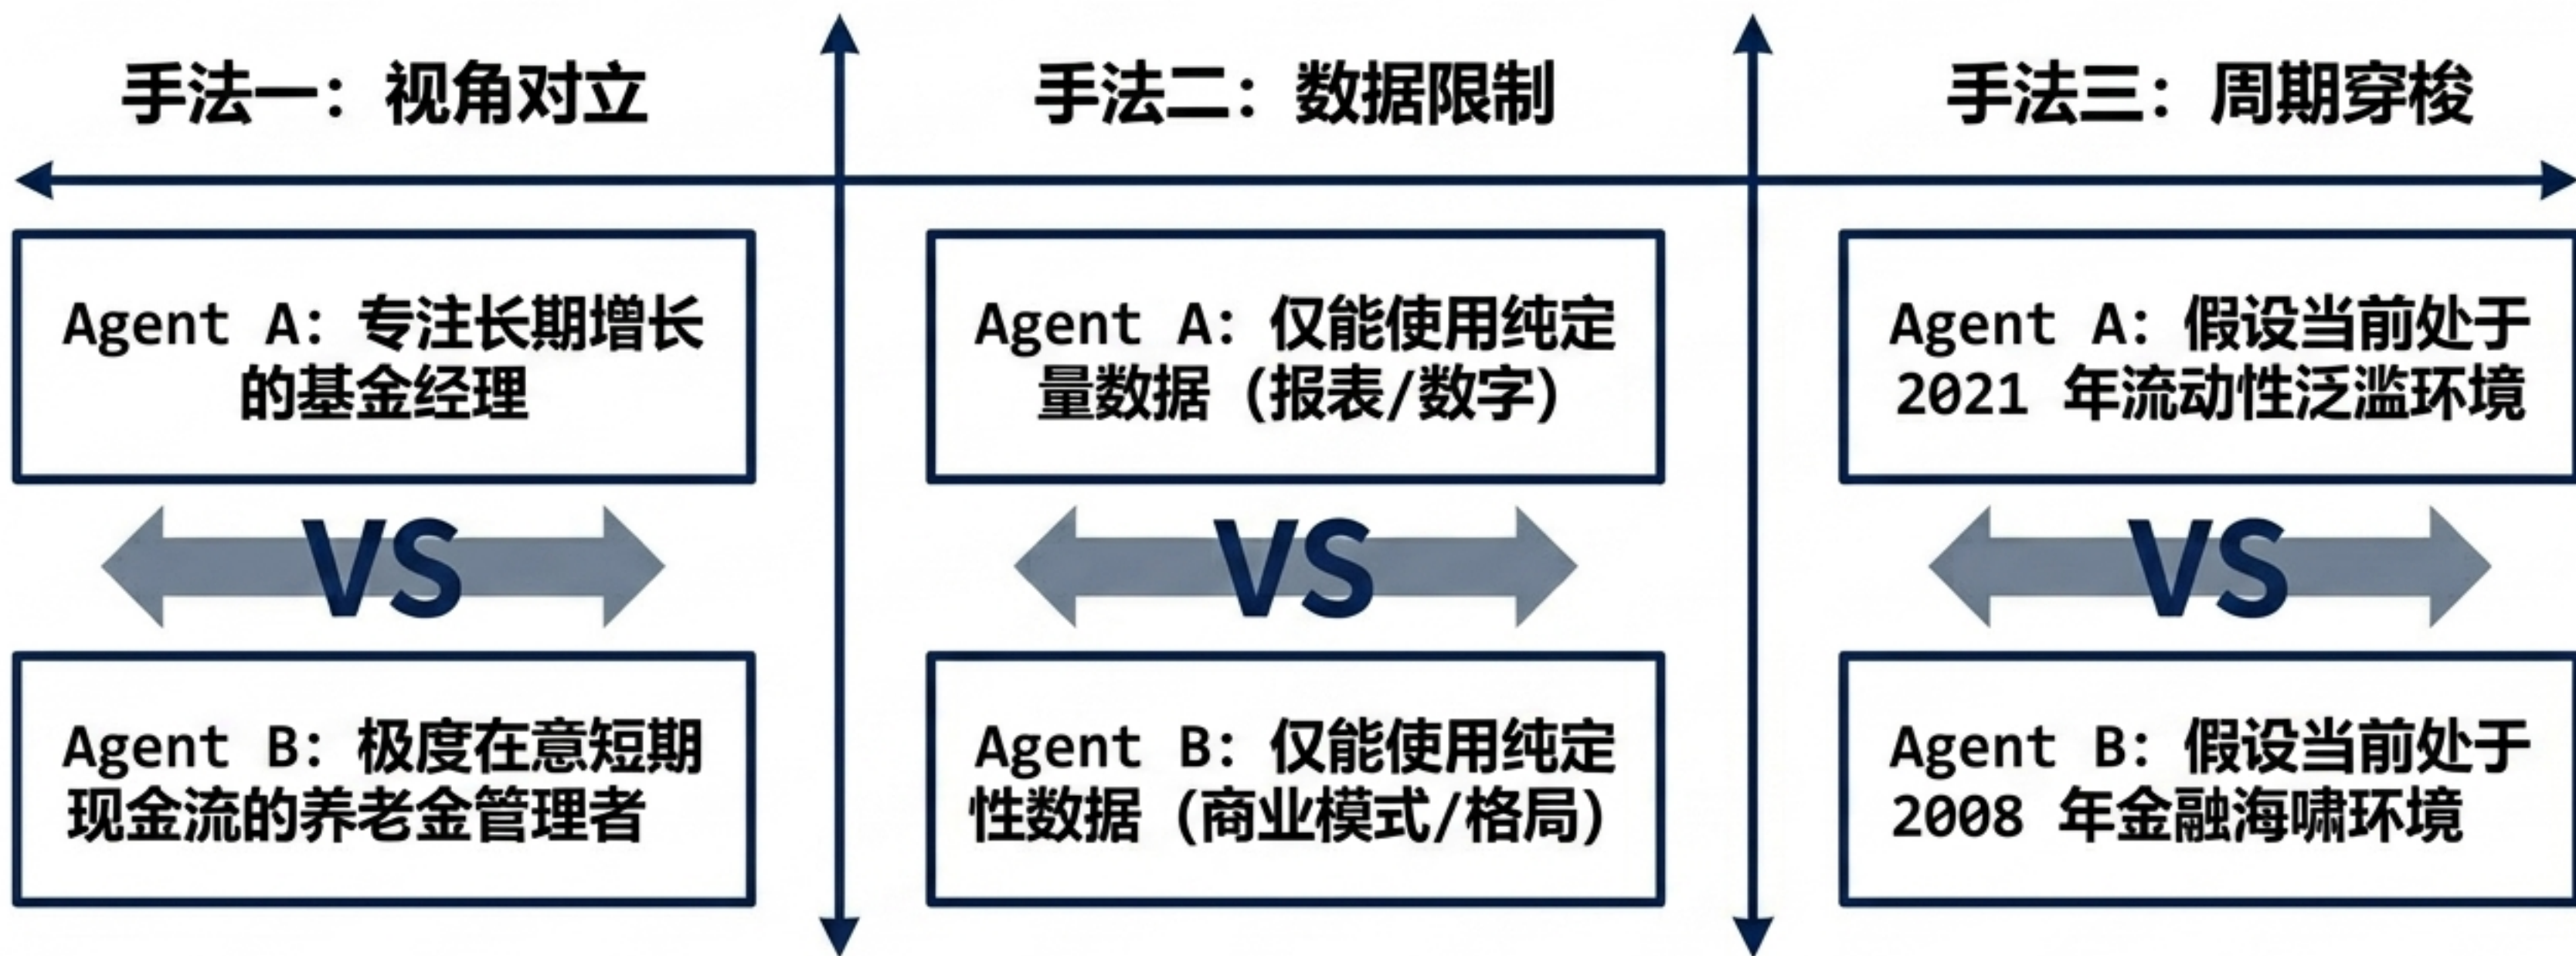 手法一：视角对立
Agent A: 专注长期增长
的基金经理
VS
Agent B: 极度在意短期
现金流的养老金管理者
手法二：数据限制
Agent A: 仅能使用纯定
量数据（报表/数字）
VS
Agent B: 仅能使用纯定
性数据（商业模式/格局）
手法三：周期穿梭
Agent A: 假设当前处于
2021 年流动性泛滥环境
VS
Agent B: 假设当前处于
2008 年金融海啸环境